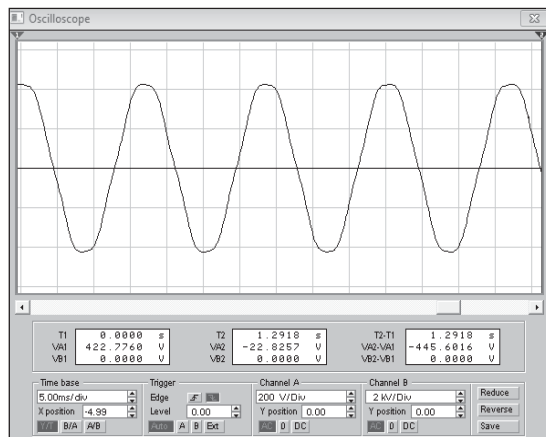 Oscilloscope
T1 0.0000 s T2 1.2918 s T2-T1 1.2918 s
VA1 422.7760 V VA2 -22.8257 V VA2-VA1 -445.6016 V
VB1 0.0000 V VB2 0.0000 V VB2-VB1 0.0000 V
Time base Trigger Channel A Channel B
5.00ms/div Edge 200 V/Div 2 kV/Div Reduce
X position -4.99 Level 0.00 Y position 0.00 Y position 0.00 Reverse
Y/T B/A A/B Auto A B Ext AC 0 DC AC 0 DC Save